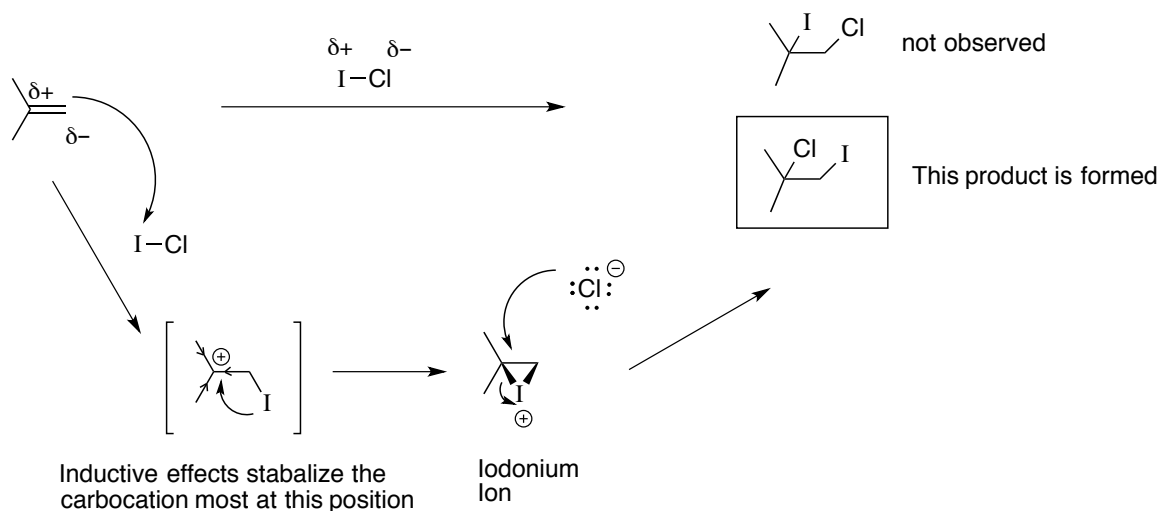 δ+ δ−
I–Cl
I
Cl
not observed
δ+
δ−
Cl
I
This product is formed
I–Cl
:Cl: −
+
I
I
+
Inductive effects stabalize the
carbocation most at this position
Iodonium
Ion